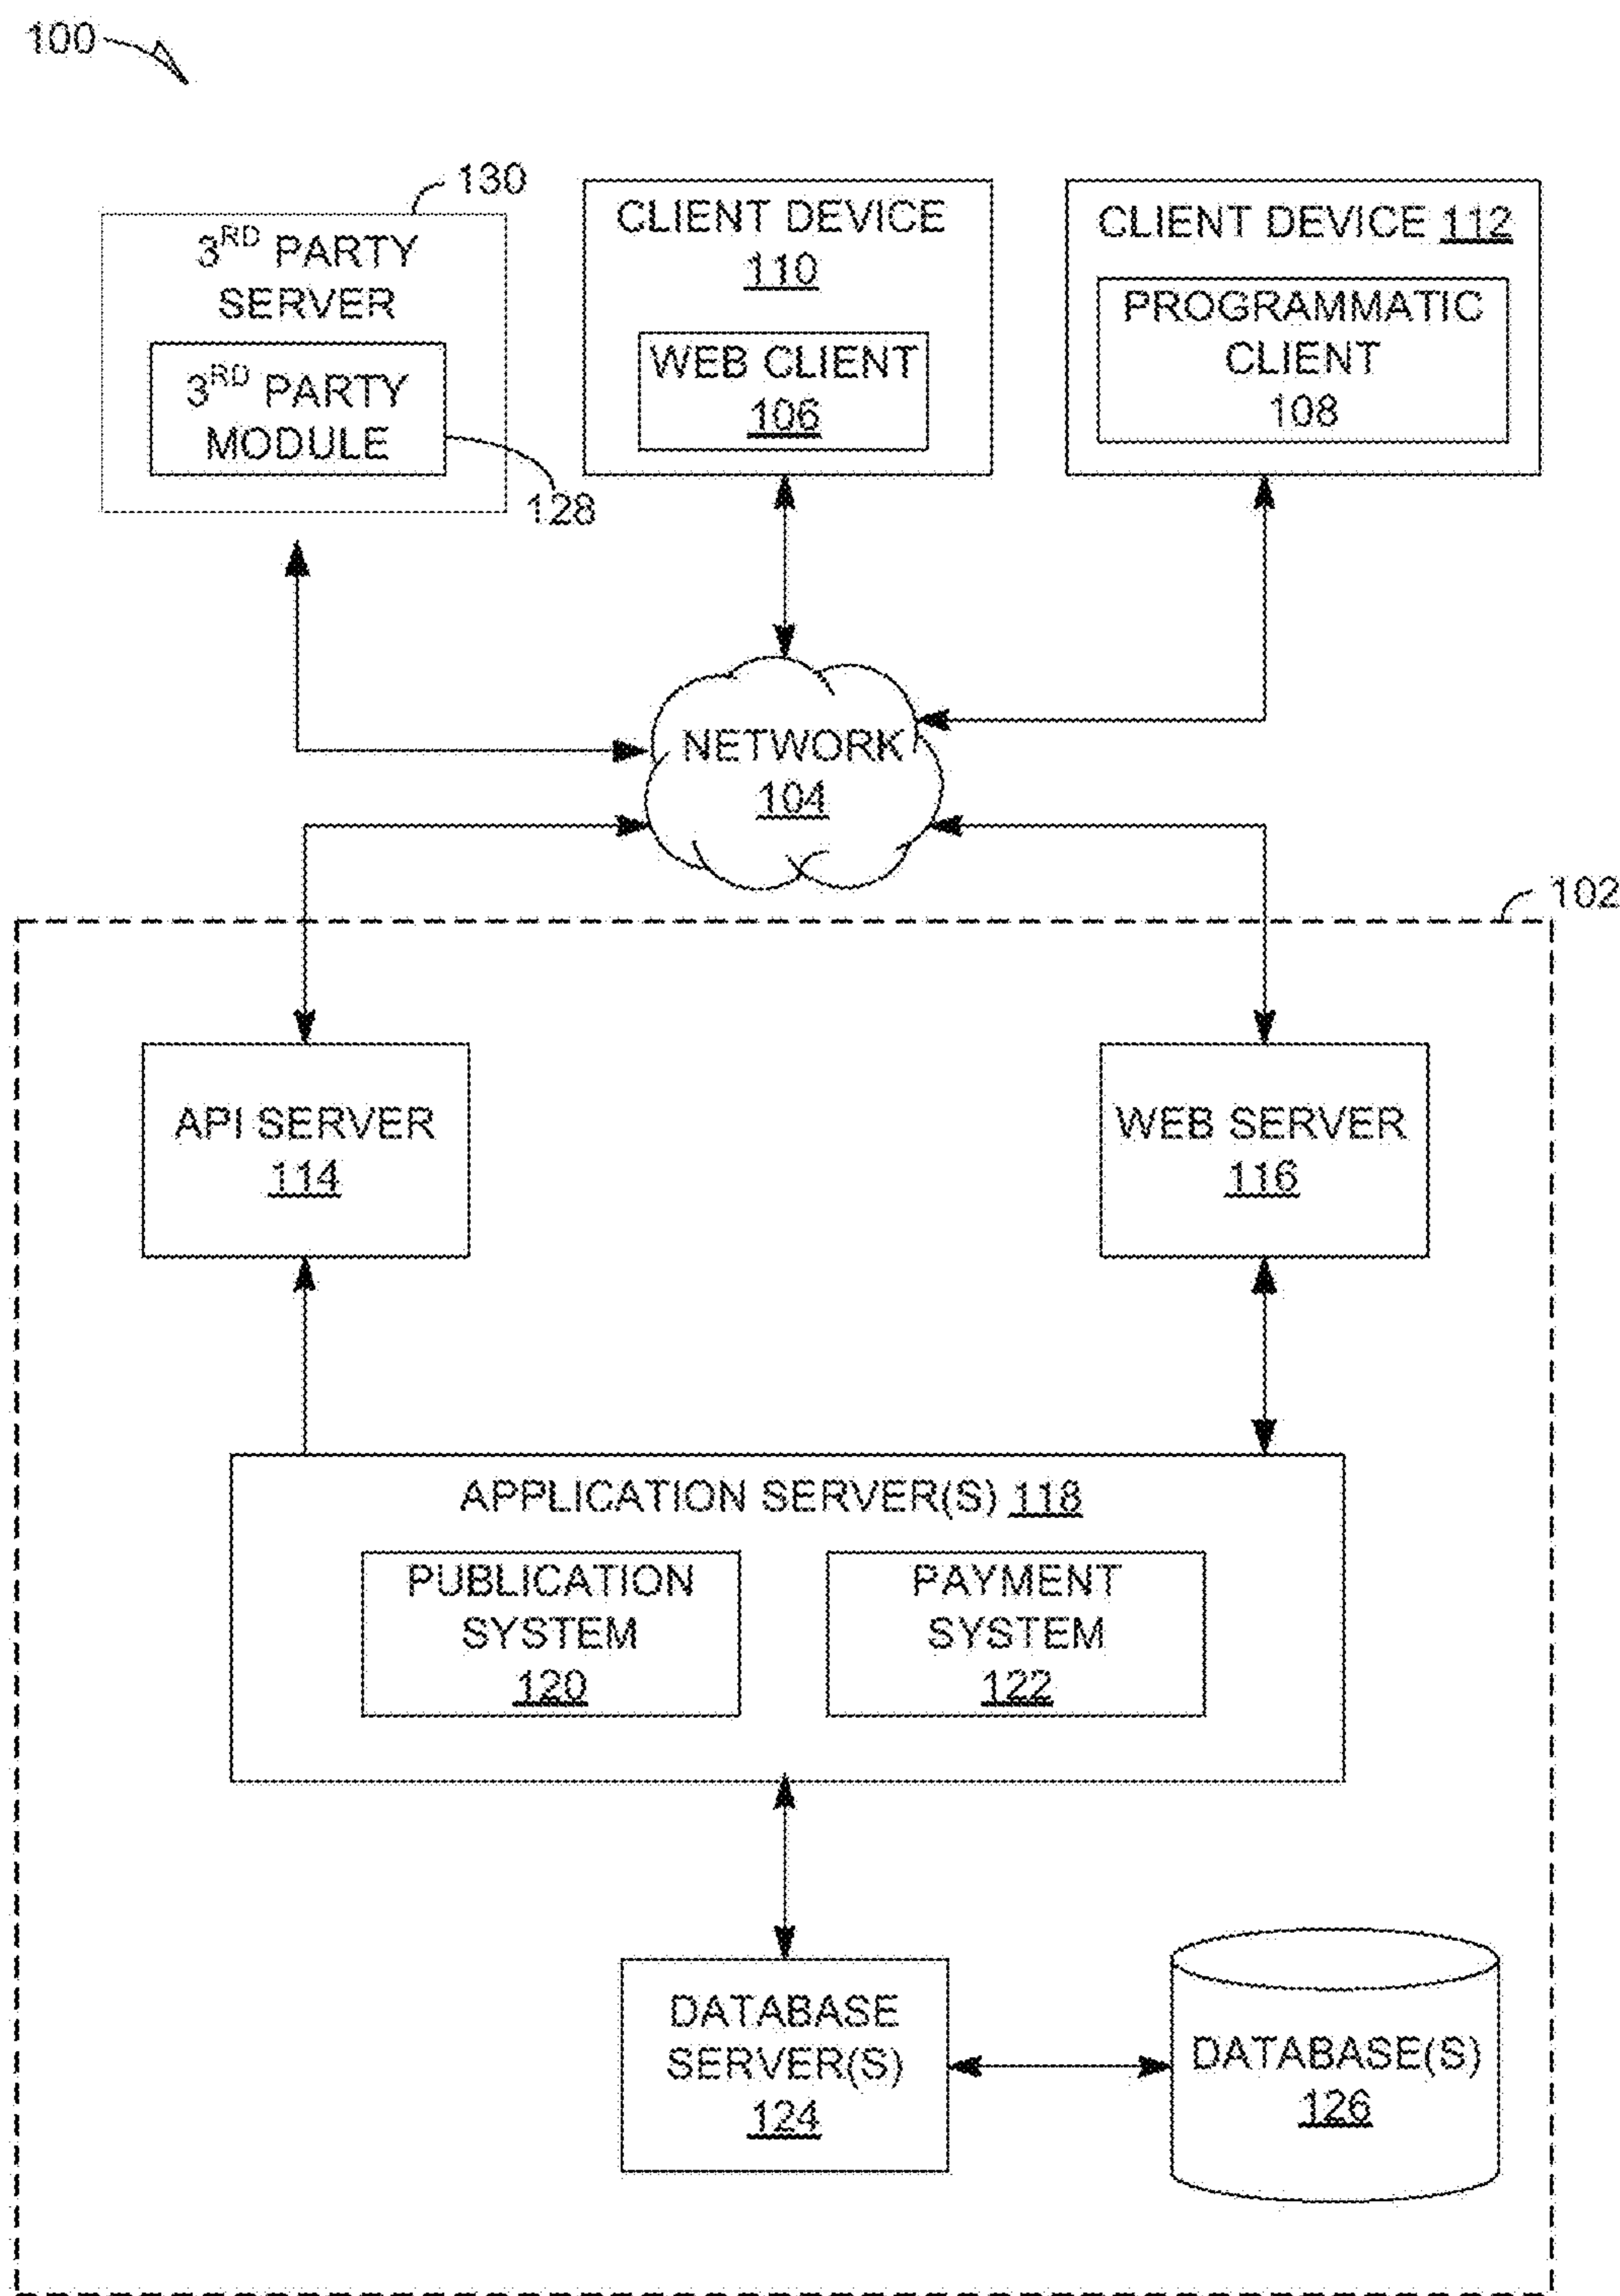 100
130
3RD PARTY
SERVER
3RD PARTY
MODULE
128
CLIENT DEVICE
110
WEB CLIENT
106
CLIENT DEVICE 112
PROGRAMMATIC
CLIENT
108
NETWORK
104
102
API SERVER
114
WEB SERVER
116
APPLICATION SERVER(S) 118
PUBLICATION
SYSTEM
120
PAYMENT
SYSTEM
122
DATABASE
SERVER(S)
124
DATABASE(S)
126